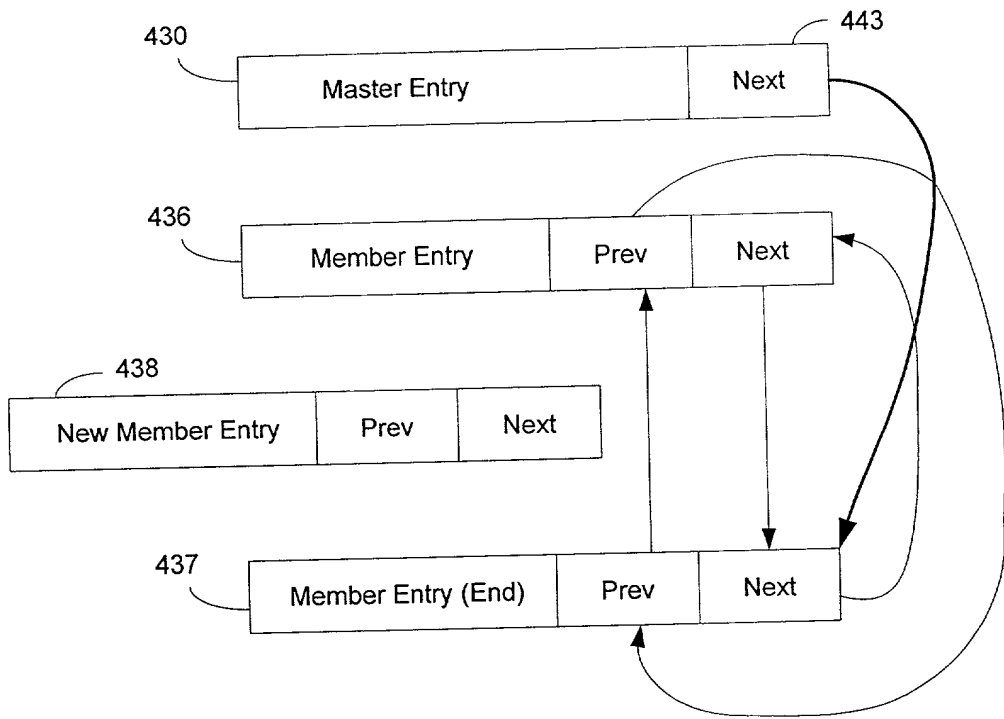 430
443
Master Entry
Next
436
Member Entry
Prev
Next
438
New Member Entry
Prev
Next
437
Member Entry (End)
Prev
Next